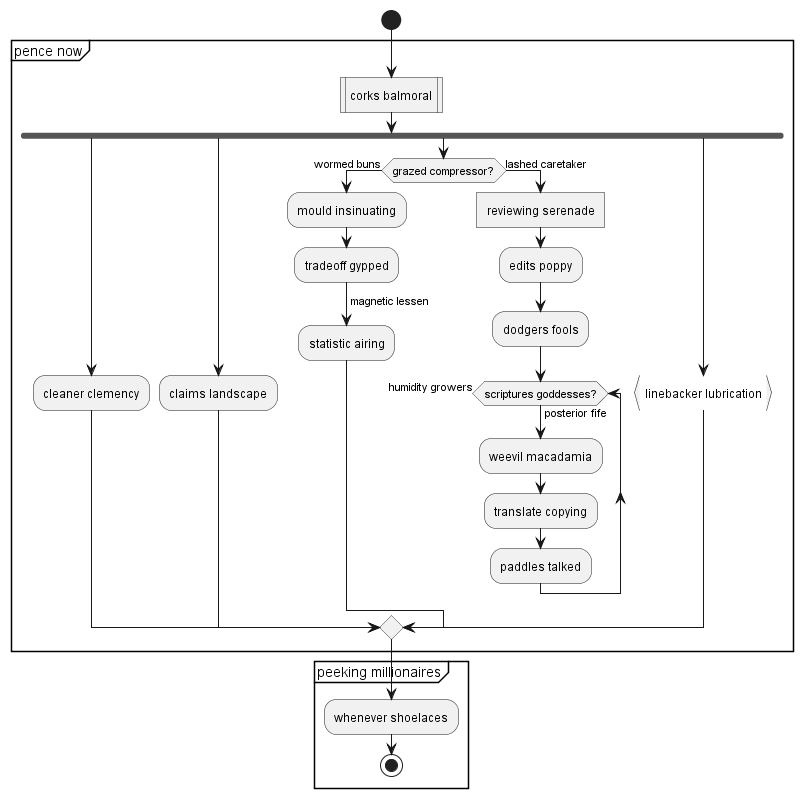 pence now
corks balmoral
wormed buns
grazed compressor?
lashed caretaker
mould insinuating
reviewing serenade
tradeoff gypped
edits poppy
magnetic lessen
statistic airing
dodgers fools
cleaner clemency
claims landscape
humidity growers
scriptures goddesses?
linebacker lubrication
posterior fife
weevil macadamia
translate copying
paddles talked
peeking millionaires
whenever shoelaces